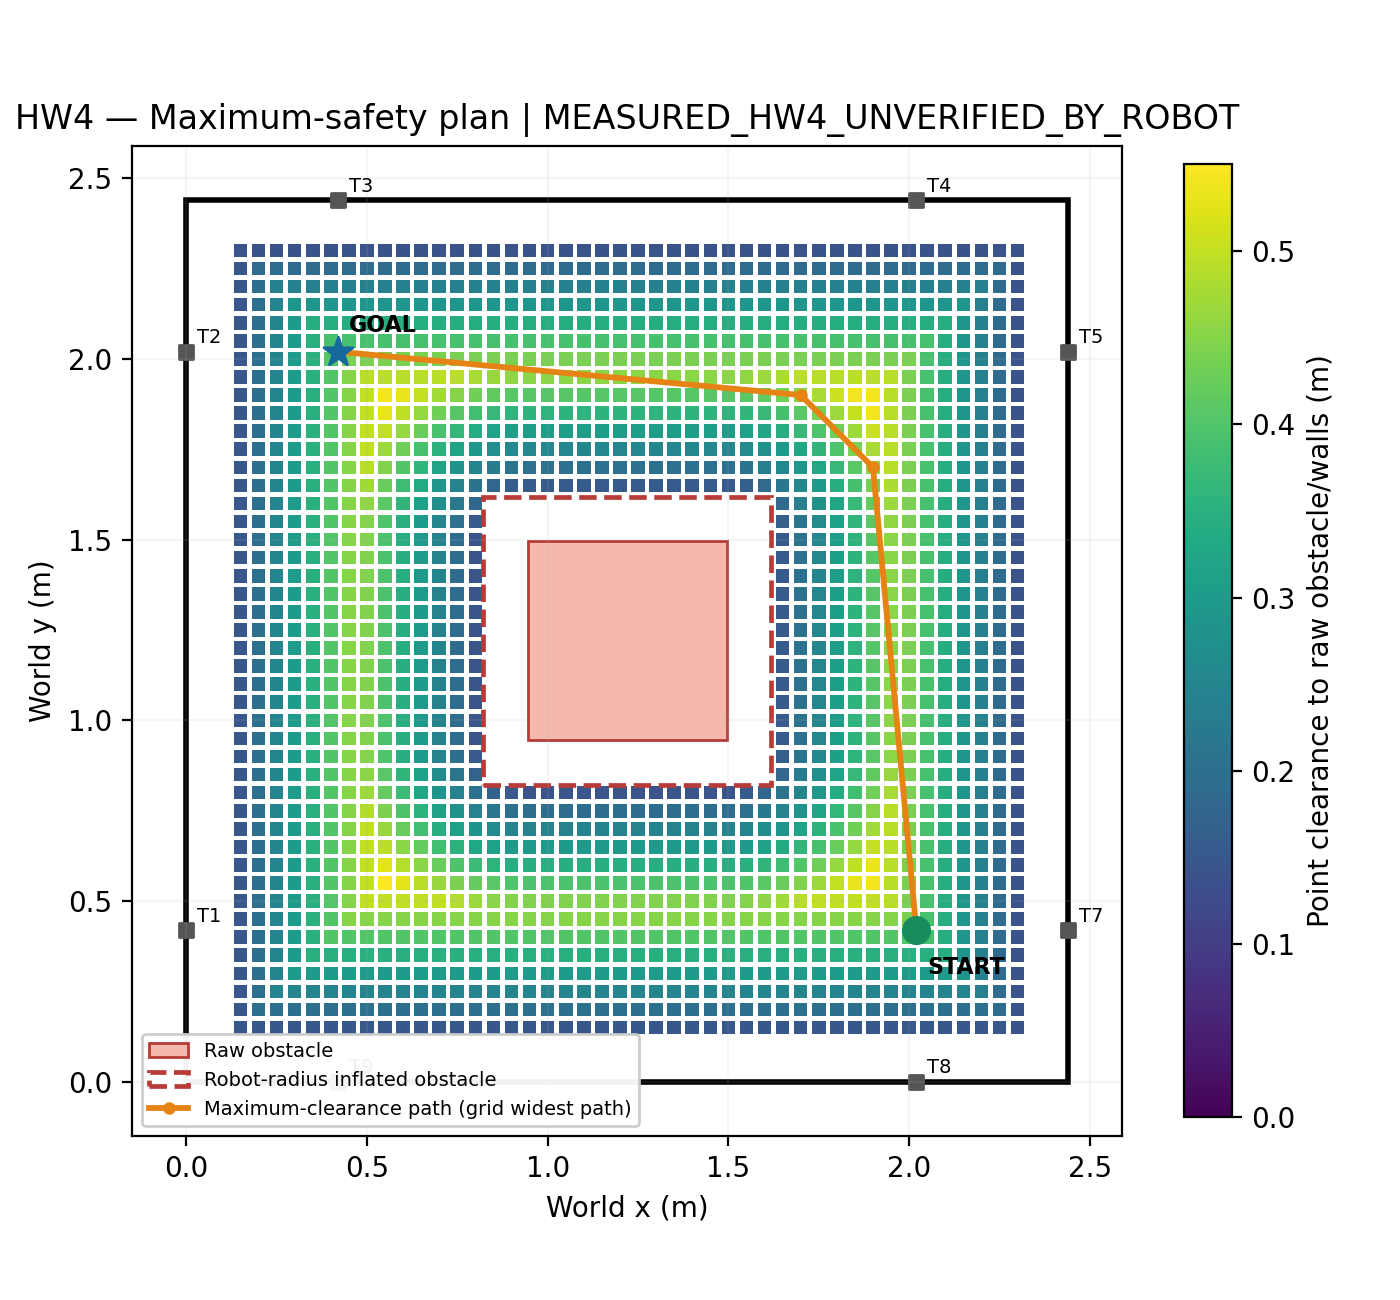 HW4 — Maximum-safety plan | MEASURED_HW4_UNVERIFIED_BY_ROBOT
T3
T4
T2
T5
GOAL
T1
T7
START
T9
T8
Raw obstacle
Robot-radius inflated obstacle
Maximum-clearance path (grid widest path)
2.5
2.0
1.5
1.0
0.5
0.0
World y (m)
0.0
0.5
1.0
1.5
2.0
2.5
World x (m)
0.5
0.4
0.3
0.2
0.1
0.0
Point clearance to raw obstacle/walls (m)